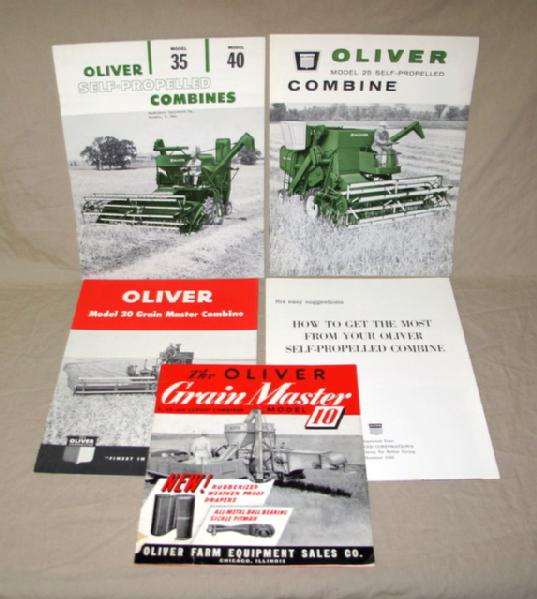 MODEL
35
MODEL
40
OLIVER
SELF-PROPELLED
COMBINES
OLIVER
MODEL 25 SELF-PROPELLED
COMBINE
OLIVER
Model 30 Grain Master Combine
OLIVER
"FINEST IN
HOW TO GET THE MOST
FROM YOUR OLIVER
SELF-PROPELLED COMBINE
The OLIVER
Grain Master
MODEL 10
NEW!
RUBBERIZED
WEATHER PROOF
DRAPERS
ALL METAL BALL BEARING
SICKLE PITMAN
OLIVER FARM EQUIPMENT SALES CO.
CHICAGO, ILLINOIS